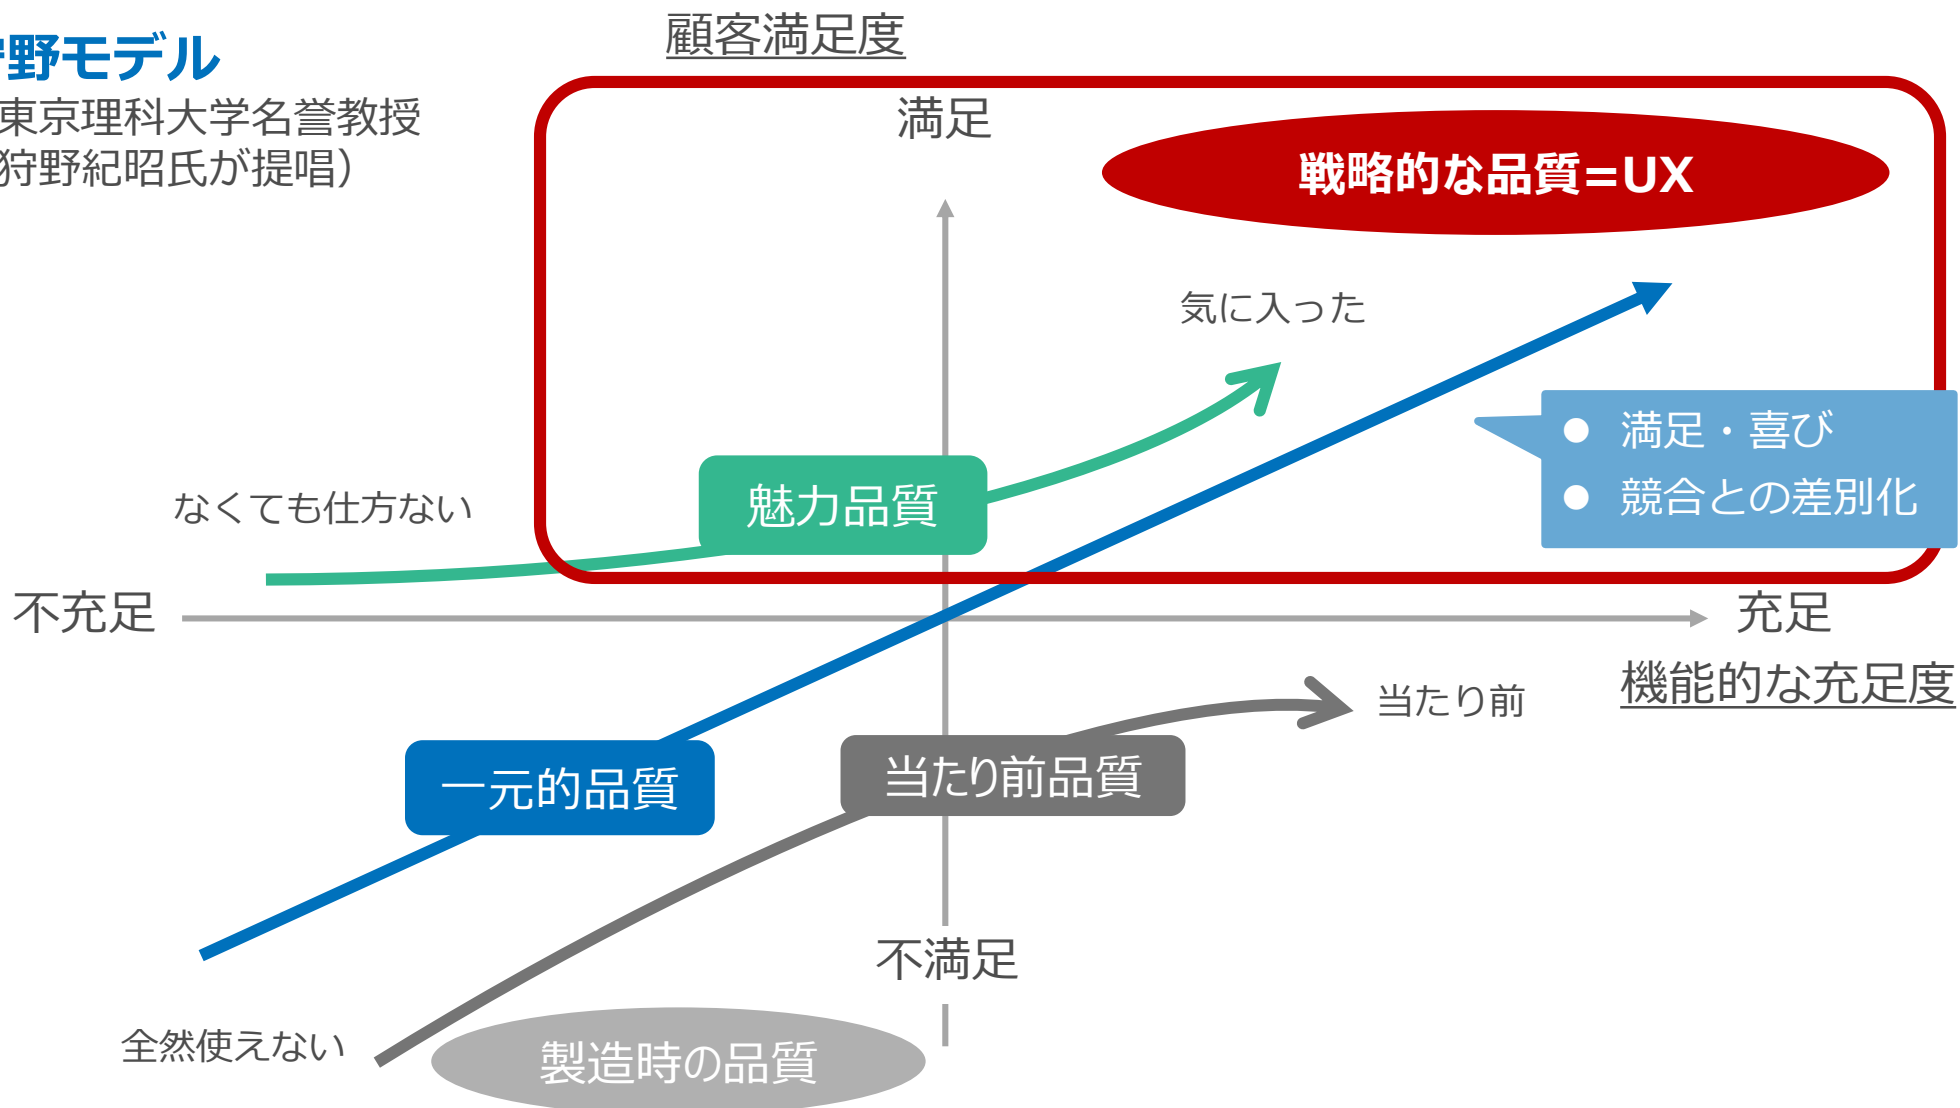 顧客満足度
野モデル
東京理科大学名誉教授
狩野紀昭氏が提唱）
満足
戦略的な品質=UX
気に入った
● 満足・喜び
● 競合との差別化
魅力品質
なくても仕方ない
不充足
充足
機能的な充足度
当たり前
一元的品質
当たり前品質
不満足
全然使えない
製造時の品質